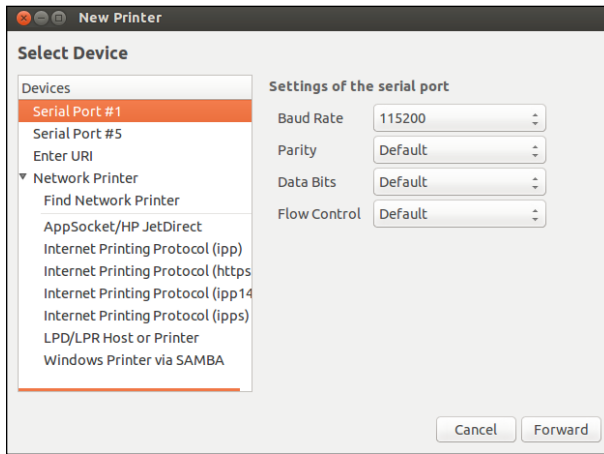 New Printer
Select Device
Devices
Serial Port #1
Serial Port #5
Enter URI
Network Printer
Find Network Printer
AppSocket/HP JetDirect
Internet Printing Protocol (ipp)
Internet Printing Protocol (https
Internet Printing Protocol (ipp14
Internet Printing Protocol (ipps)
LPD/LPR Host or Printer
Windows Printer via SAMBA
Settings of the serial port
Baud Rate 115200
Parity Default
Data Bits Default
Flow Control Default
Cancel Forward